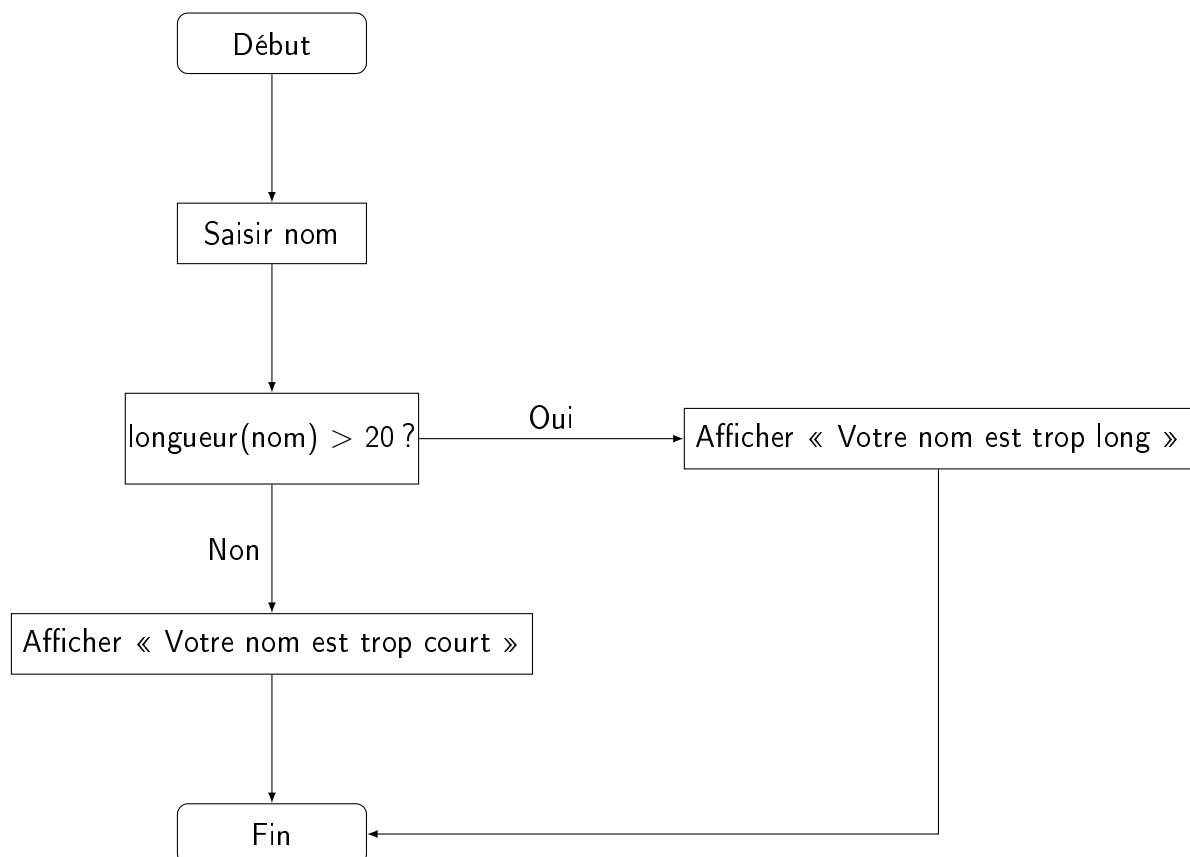 Début
Saisir nom
longueur(nom) > 20 ?
Oui
Afficher « Votre nom est trop long »
Non
Afficher « Votre nom est trop court »
Fin